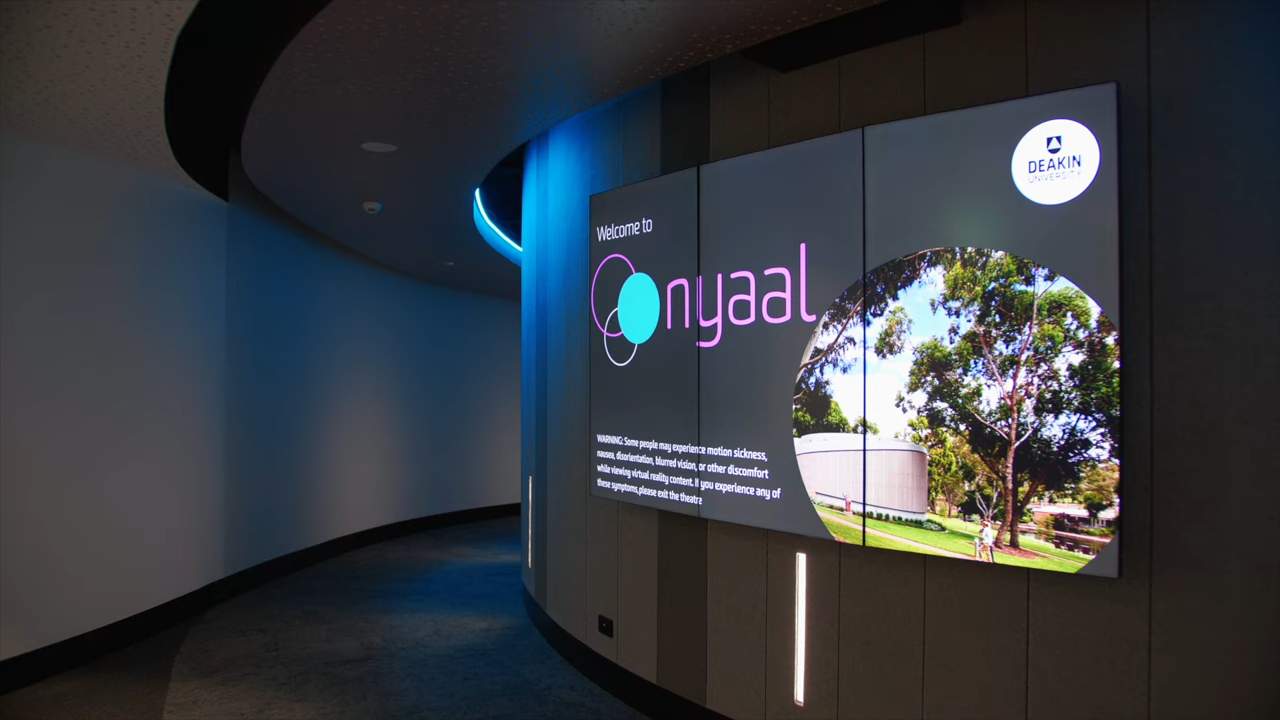 DEAKIN
UNIVERSITY
Welcome to
nyaal
WARNING: Some people may experience motion sickness,
nausea, disorientation, blurred vision, or other discomfort
while viewing virtual reality content. If you experience any of
these symptoms,please exit the theatre